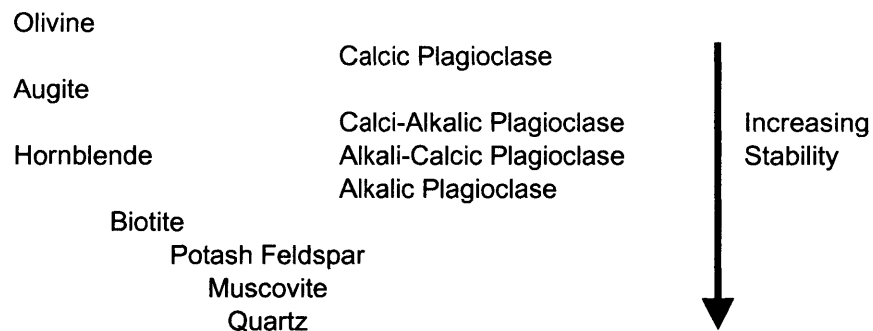 Olivine
Calcic Plagioclase
Augite
Calci-Alkalic Plagioclase
Increasing
Hornblende
Alkali-Calcic Plagioclase
Stability
Alkalic Plagioclase
Biotite
Potash Feldspar
Muscovite
Quartz